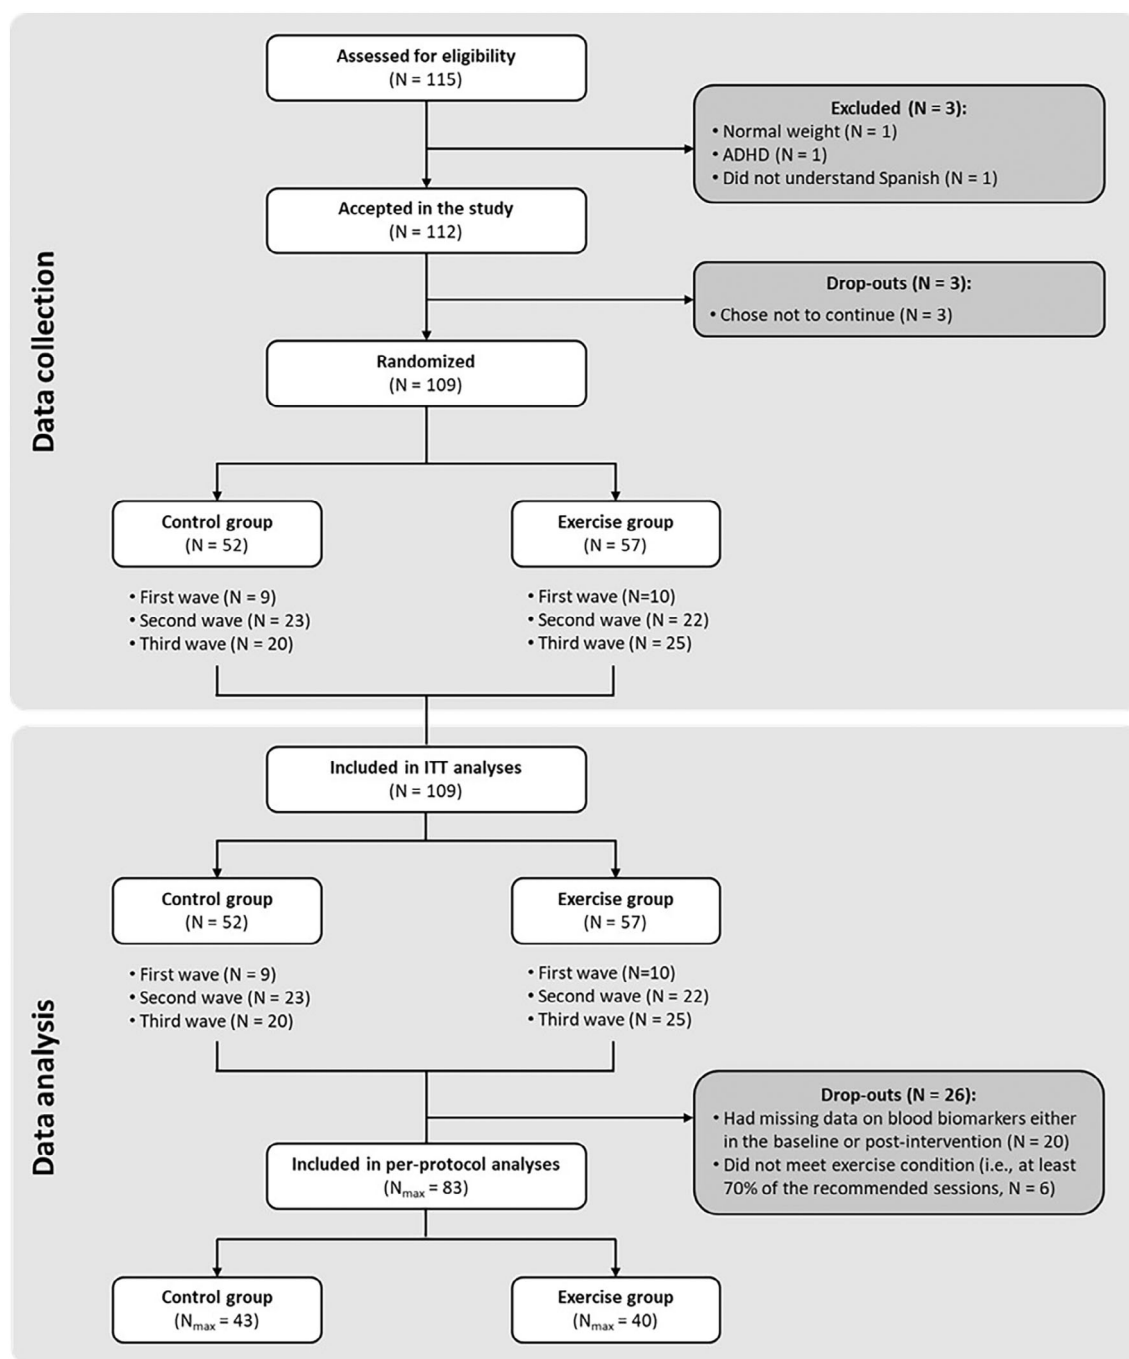 Data collection
Assessed for eligibility
(N = 115)
Excluded (N = 3):
• Normal weight (N = 1)
• ADHD (N = 1)
• Did not understand Spanish (N = 1)
Accepted in the study
(N = 112)
Drop-outs (N = 3):
• Chose not to continue (N = 3)
Randomized
(N = 109)
Control group
(N = 52)
• First wave (N = 9)
• Second wave (N = 23)
• Third wave (N = 20)
Exercise group
(N = 57)
• First wave (N=10)
• Second wave (N = 22)
• Third wave (N = 25)
Data analysis
Included in ITT analyses
(N = 109)
Control group
(N = 52)
• First wave (N = 9)
• Second wave (N = 23)
• Third wave (N = 20)
Exercise group
(N = 57)
• First wave (N=10)
• Second wave (N = 22)
• Third wave (N = 25)
Drop-outs (N = 26):
• Had missing data on blood biomarkers either
in the baseline or post-intervention (N = 20)
• Did not meet exercise condition (i.e., at least
70% of the recommended sessions, N = 6)
Included in per-protocol analyses
(Nmax = 83)
Control group
(Nmax = 43)
Exercise group
(Nmax = 40)